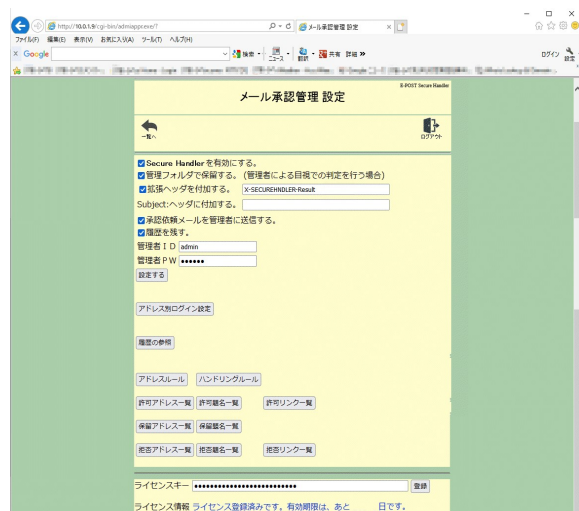 http://10.0.1.9/cgi-bin/admiappcexe/?
メール承認管理 設定
ファイル(F) 編集(E) 表示(V) お気に入り(A) ツール(T) ヘルプ(H)
× Google 検索 ニュース 翻訳 共有 詳細 » ログイン 設定
E-POST Secure Handler
メール承認管理 設定
一覧へ
ログアウト
Secure Handler を有効にする。
管理フォルダで保留する。 (管理者による目視での判定を行う場合)
拡張ヘッダを付加する。 X-SECUREHNDLER-Result
Subject:ヘッダに付加する。
承認依頼メールを管理者に送信する。
履歴を残す。
管理者ＩＤ admin
管理者ＰＷ ••••••
設定する
アドレス別ログイン設定
履歴の参照
アドレスルール ハンドリングルール
許可アドレス一覧 許可題名一覧 許可リンク一覧
保留アドレス一覧 保留題名一覧
拒否アドレス一覧 拒否題名一覧 拒否リンク一覧
ライセンスキー ••••••••••••••••••••••••••• 登録
ライセンス情報 ライセンス登録済みです。有効期限は、あと 日です。